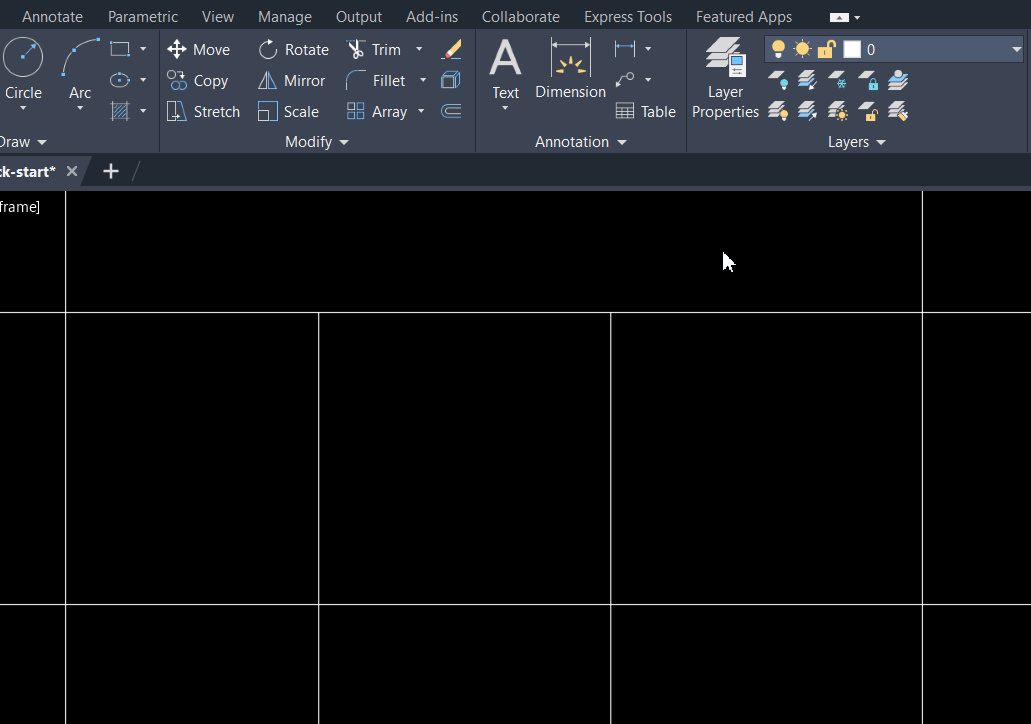 Annotate Parametric View Manage Output Add-ins Collaborate Express Tools Featured Apps
Move Rotate Trim 0
Circle Arc Copy Mirror Fillet Text Dimension Layer
Stretch Scale Array Table Properties
Draw Modify Annotation Layers
ck-start*
frame]